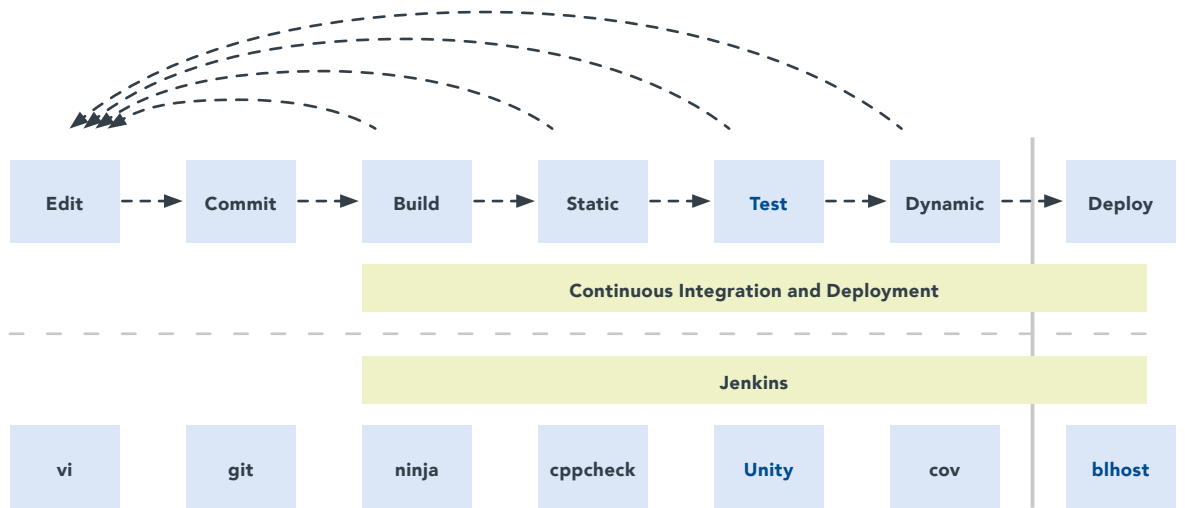 Edit
Commit
Build
Static
Test
Dynamic
Deploy
Continuous Integration and Deployment
Jenkins
vi
git
ninja
cppcheck
Unity
cov
blhost